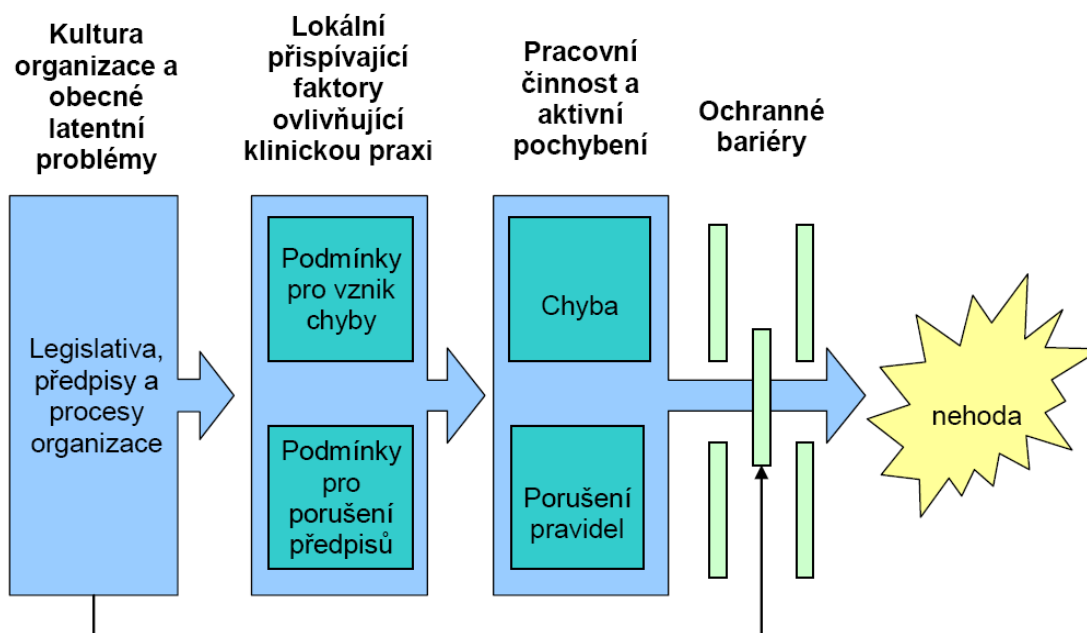 Kultura
organizace a
obecné
latentní
problémy
Lokální
přispívající
faktory
ovlivňující
klinickou praxi
Pracovní
činnost a
aktivní
pochybení
Ochranné
bariéry
Legislativa,
předpisy a
procesy
organizace
Podmínky
pro vznik
chyby
Podmínky
pro
porušení
předpisů
Chyba
Porušení
pravidel
nehoda